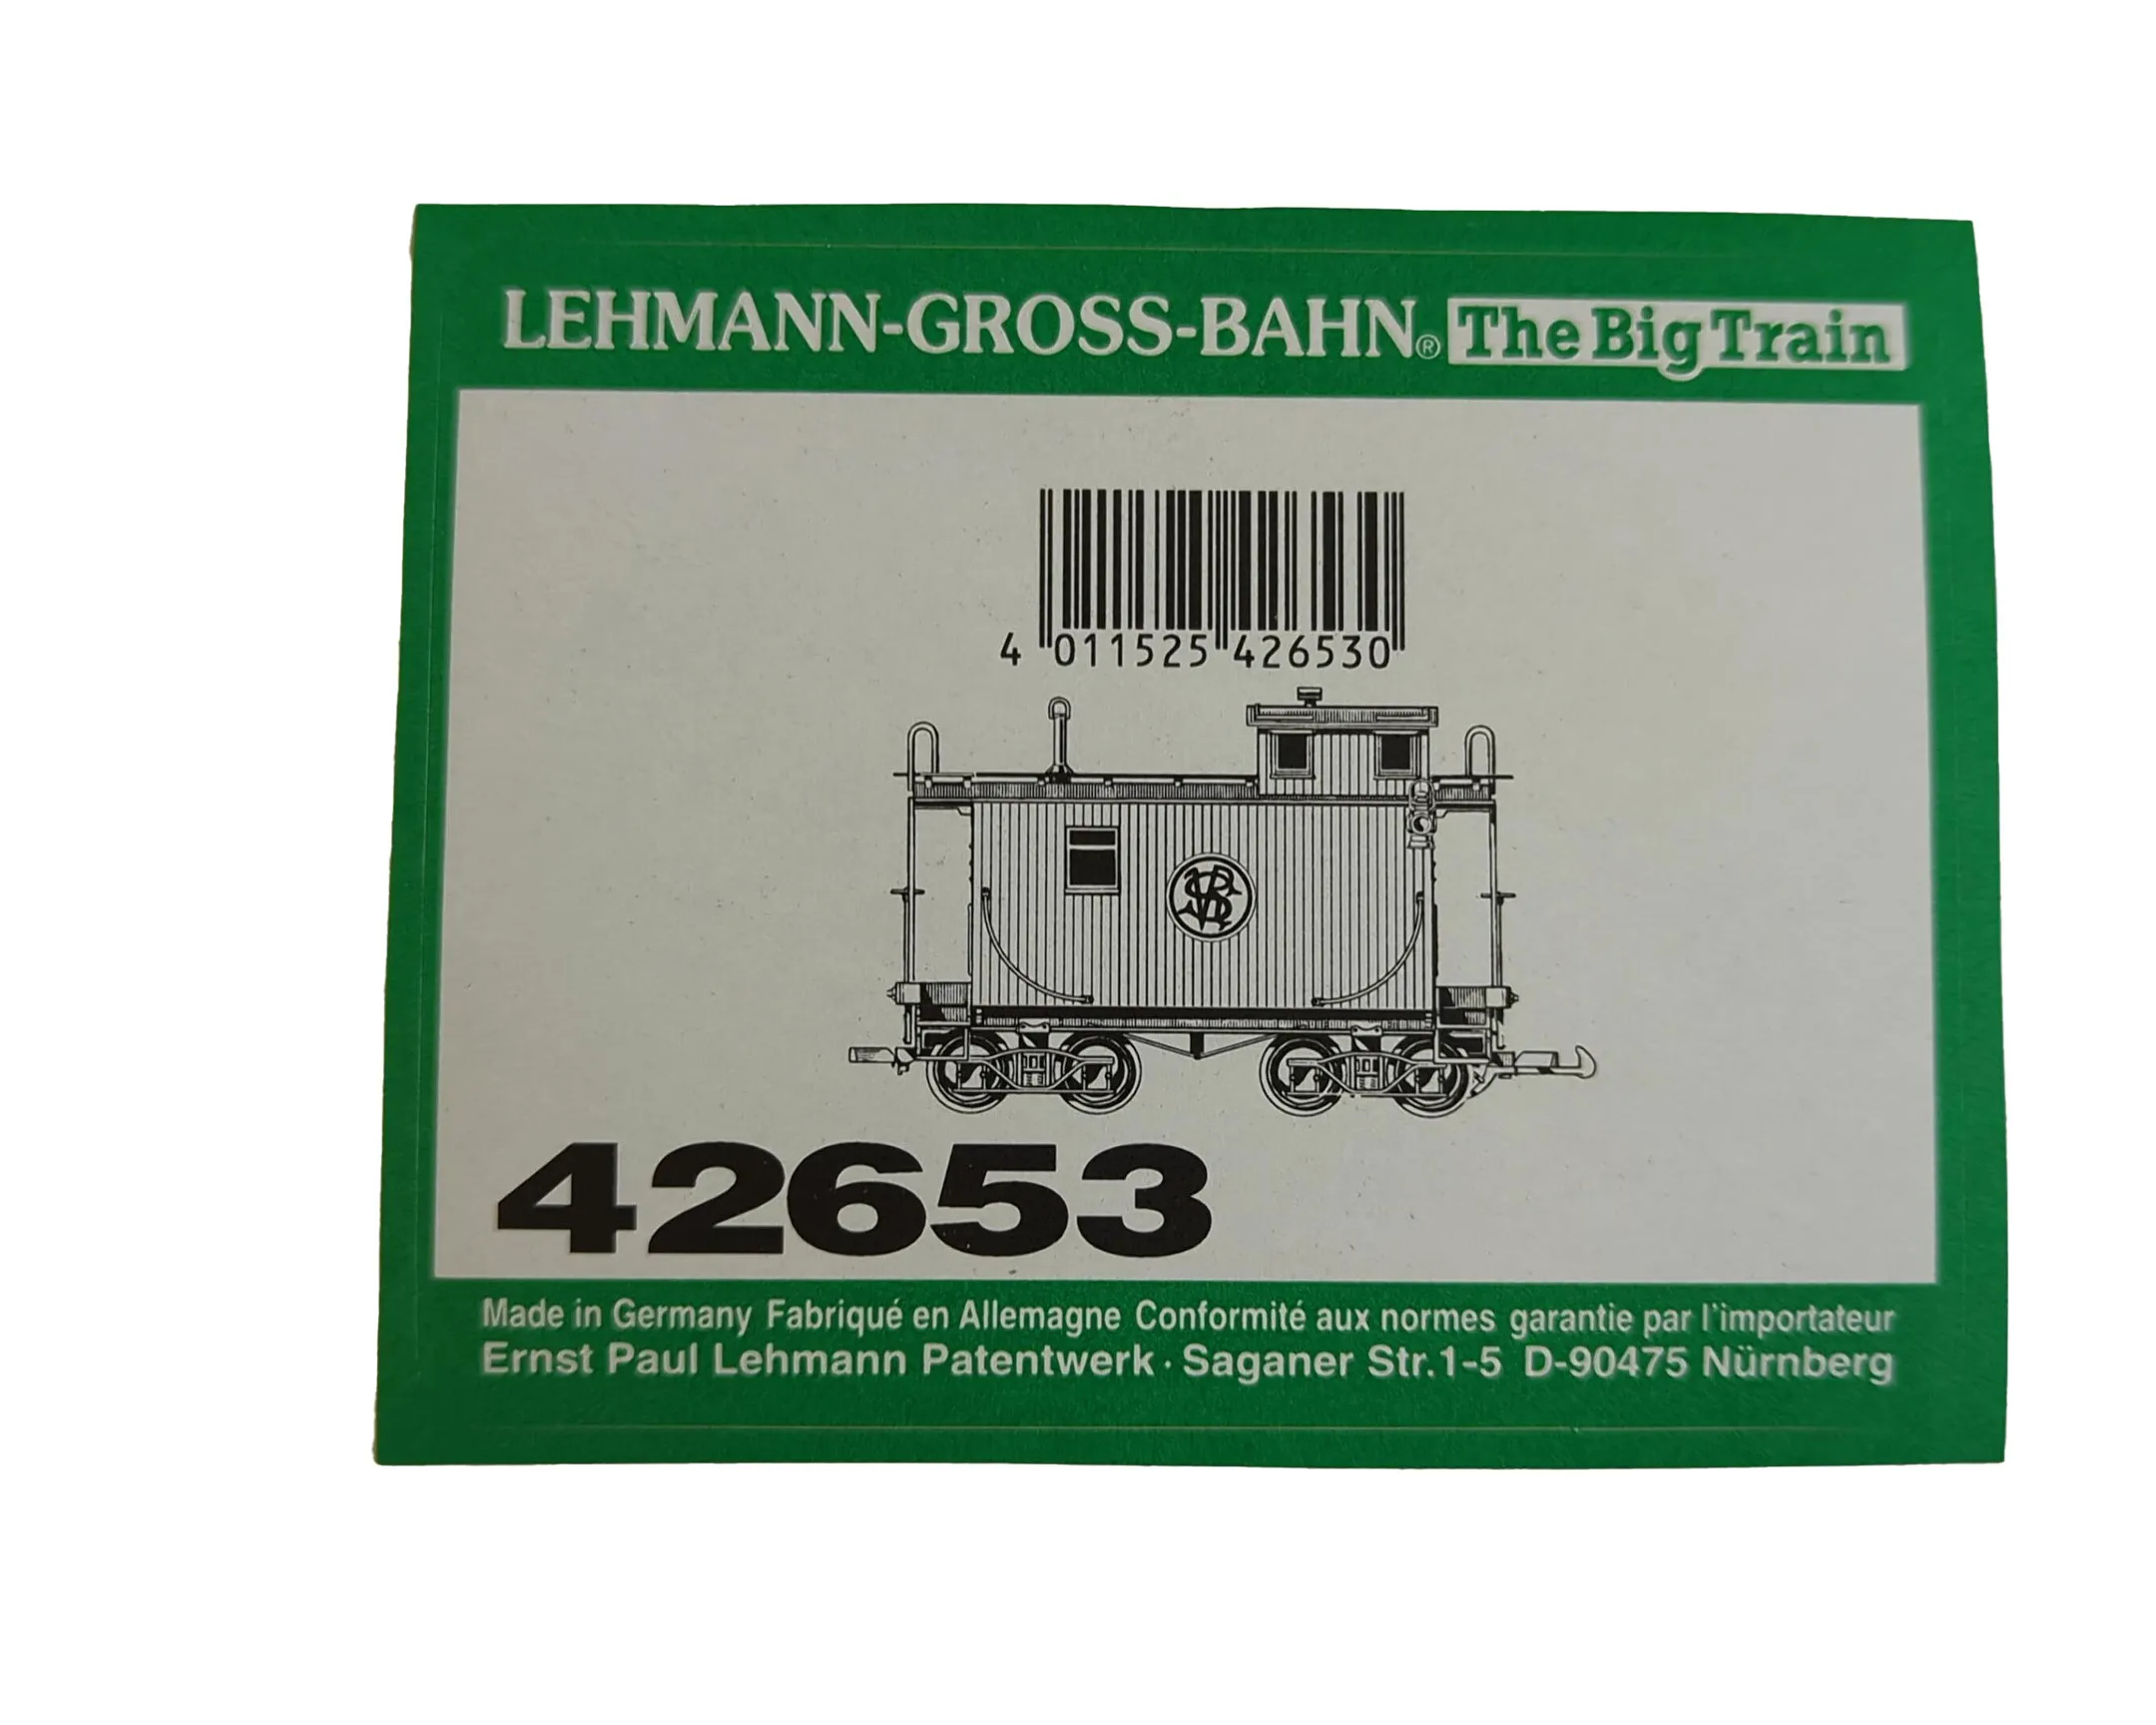 LEHMANN-GROSS-BAHN® The Big Train
4 011525 426530
42653
Made in Germany Fabriqué en Allemagne Conformité aux normes garantie par l'importateur
Ernst Paul Lehmann Patentwerk · Saganer Str.1-5 D-90475 Nürnberg